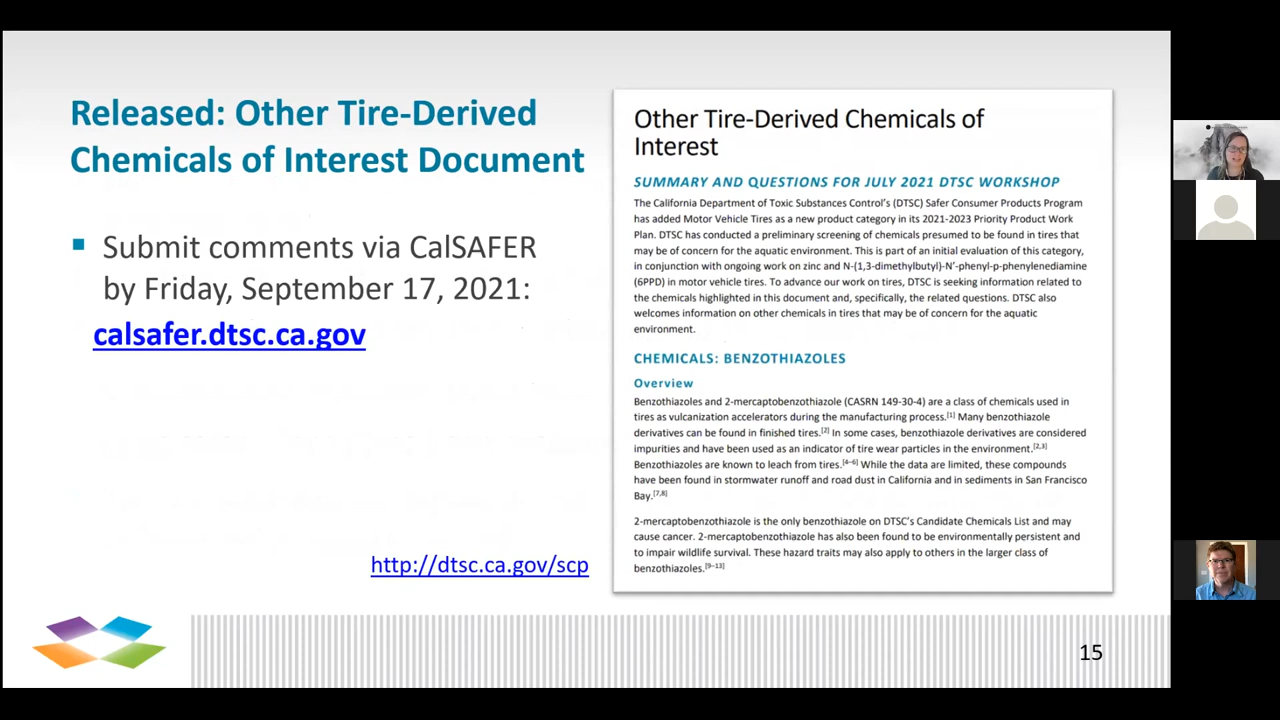 Released: Other Tire-Derived
Chemicals of Interest Document
▪ Submit comments via CalSAFER
by Friday, September 17, 2021:
calsafer.dtsc.ca.gov
http://dtsc.ca.gov/scp
Other Tire-Derived Chemicals of
Interest
SUMMARY AND QUESTIONS FOR JULY 2021 DTSC WORKSHOP
The California Department of Toxic Substances Control's (DTSC) Safer Consumer Products Program
has added Motor Vehicle Tires as a new product category in its 2021-2023 Priority Product Work
Plan. DTSC has conducted a preliminary screening of chemicals presumed to be found in tires that
may be of concern for the aquatic environment. This is part of an initial evaluation of this category,
in conjunction with ongoing work on zinc and N-(1,3-dimethylbutyl)-N′-phenyl-p-phenylenediamine
(6PPD) in motor vehicle tires. To advance our work on tires, DTSC is seeking information related to
the chemicals highlighted in this document and, specifically, the related questions. DTSC also
welcomes information on other chemicals in tires that may be of concern for the aquatic
environment.
CHEMICALS: BENZOTHIAZOLES
Overview
Benzothiazoles and 2-mercaptobenzothiazole (CASRN 149-30-4) are a class of chemicals used in
tires as vulcanization accelerators during the manufacturing process.[1] Many benzothiazole
derivatives can be found in finished tires.[2] In some cases, benzothiazole derivatives are considered
impurities and have been used as an indicator of tire wear particles in the environment.[2,3]
Benzothiazoles are known to leach from tires.[4–6] While the data are limited, these compounds
have been found in stormwater runoff and road dust in California and in sediments in San Francisco
Bay.[7,8]
2-mercaptobenzothiazole is the only benzothiazole on DTSC's Candidate Chemicals List and may
cause cancer. 2-mercaptobenzothiazole has also been found to be environmentally persistent and
to impair wildlife survival. These hazard traits may also apply to others in the larger class of
benzothiazoles.[9–13]
15